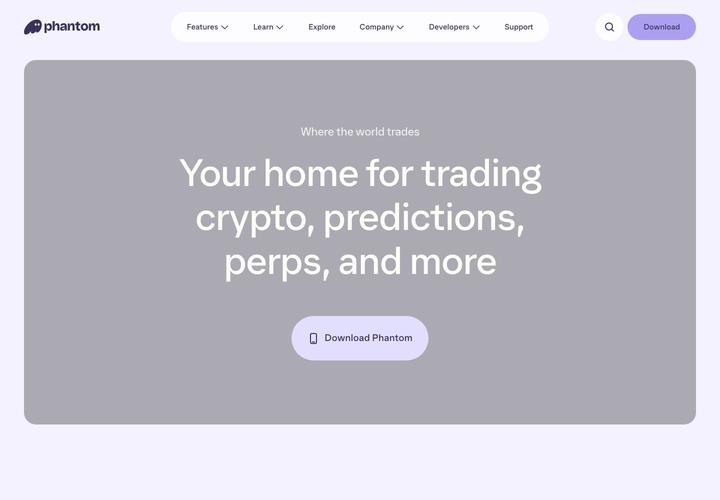 phantom
Features
Learn
Explore
Company
Developers
Support
Download
Where the world trades
Your home for trading
crypto, predictions,
perps, and more
Download Phantom